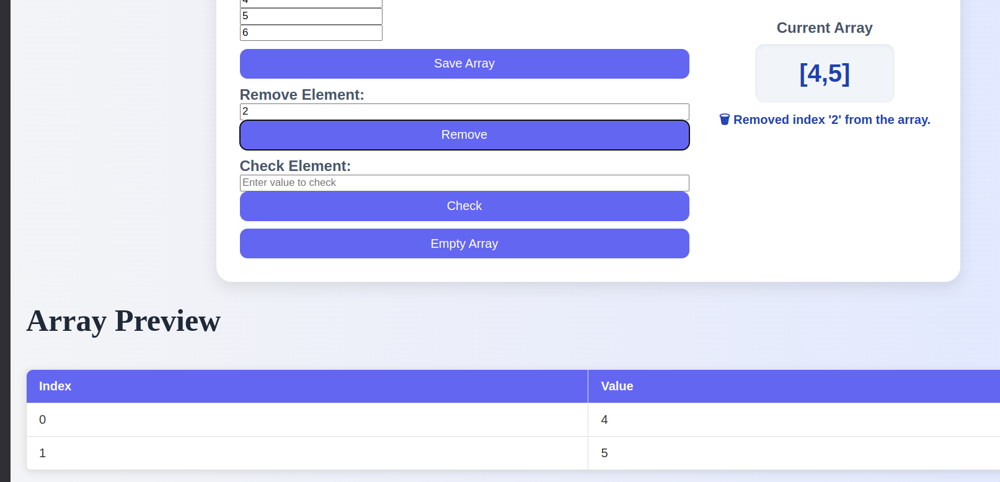 4
5
6
Save Array
Remove Element:
2
Remove
Check Element:
Enter value to check
Check
Empty Array
Current Array
[4,5]
Removed index '2' from the array.
Array Preview
Index Value
0 4
1 5